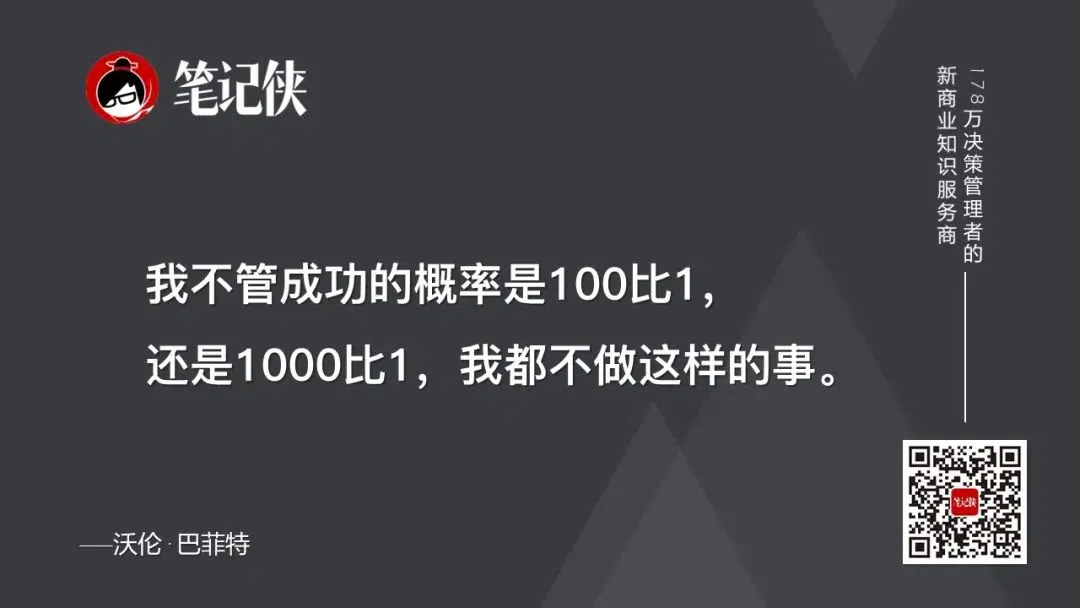 笔记侠
178万决策管理者的
新商业知识服务商
我不管成功的概率是100比1，
还是1000比1，我都不做这样的事。
——沃伦·巴菲特
笔记侠